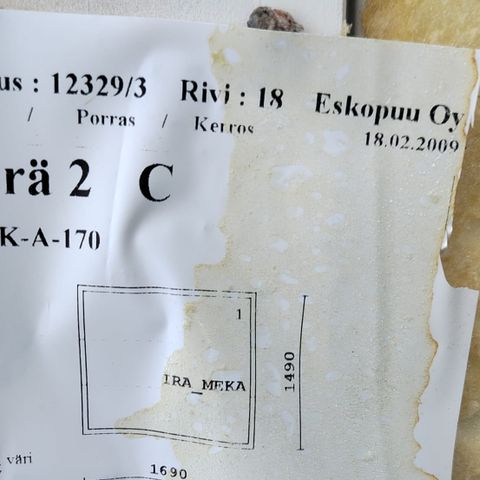 us : 12329/3 Rivi : 18 Eskopuu Oy
/ Porras / Kerros
18.02.2009
rä 2 C
K-A-170
1
IRA_MEKA
1490
väri
1690